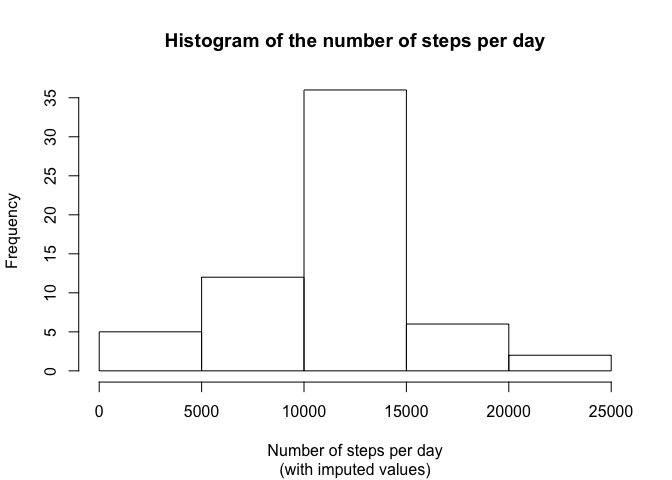 Histogram of the number of steps per day
Frequency
35
30
25
20
15
10
5
0
0 5000 10000 15000 20000 25000
Number of steps per day
(with imputed values)